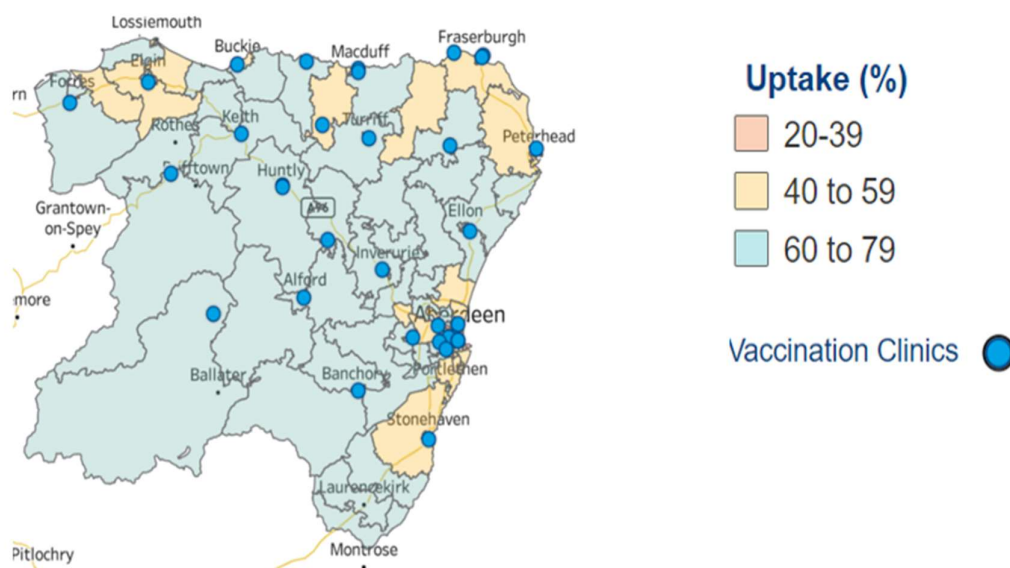 Lossiemouth
Buckie
Macduff
Fraserburgh
Elgin
Forres
rn
Keith
Turriff
Rothes
Peterhead
Dufftown
Huntly
Grantown-
on-Spey
A96
Ellon
Inverurie
Alford
more
Aberdeen
Portlethen
Ballater
Banchory
Stonehaven
Laurencekirk
Montrose
Pitlochry
Uptake (%)
20-39
40 to 59
60 to 79
Vaccination Clinics